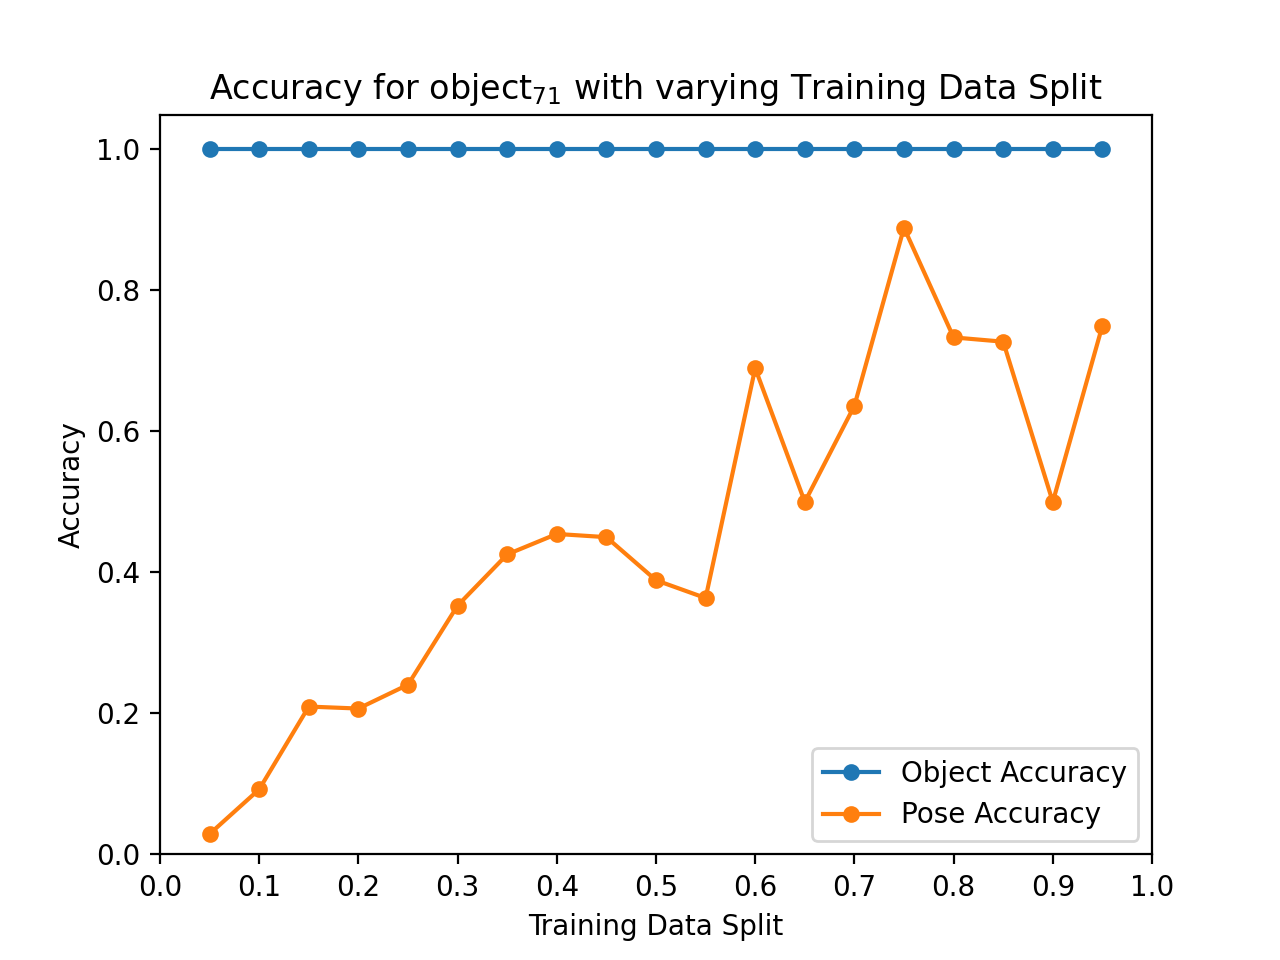 Accuracy for object₇₁ with varying Training Data Split
1.0
0.8
0.6
0.4
0.2
0.0
Accuracy
Object Accuracy
Pose Accuracy
0.0 0.1 0.2 0.3 0.4 0.5 0.6 0.7 0.8 0.9 1.0
Training Data Split